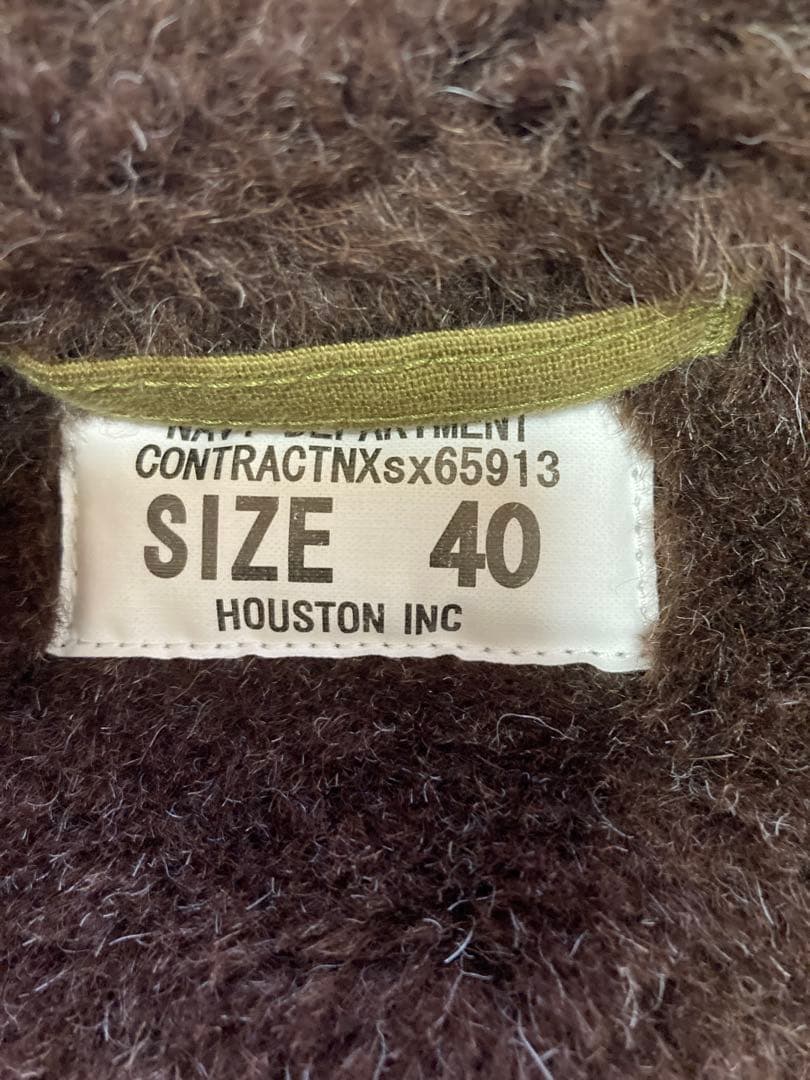 NAVY DEPARTMENT
CONTRACTNXsx65913
SIZE 40
HOUSTON INC